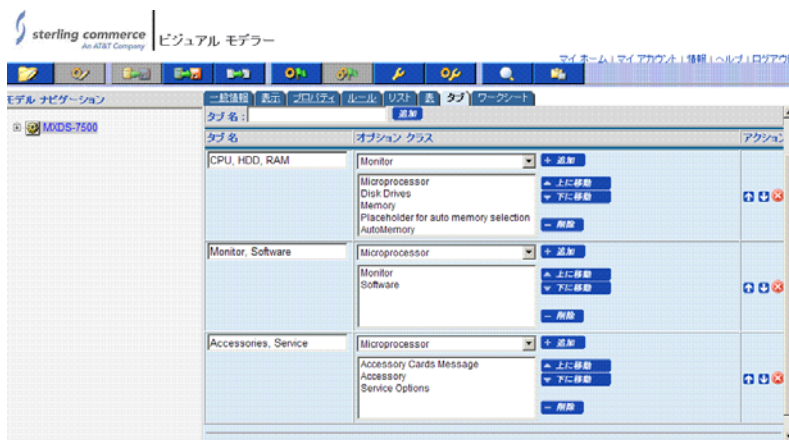 sterling commerce
An AT&T Company
ビジュアル モデラー
マイ ホーム | マイ アカウント | 情報 | ヘルプ | ログアウ
モデル ナビゲーション
MXDS-7500
一般情報 表示 プロパティ ルール リスト 表 タブ ワークシート
タブ名: 追加
タブ名 オプション クラス アクション
CPU, HDD, RAM
Monitor
追加
Microprocessor
Disk Drives
Memory
Placeholder for auto memory selection
AutoMemory
上に移動
下に移動
削除
Monitor, Software
Microprocessor
追加
Monitor
Software
上に移動
下に移動
削除
Accessories, Service
Microprocessor
追加
Accessory Cards Message
Accessory
Service Options
上に移動
下に移動
削除